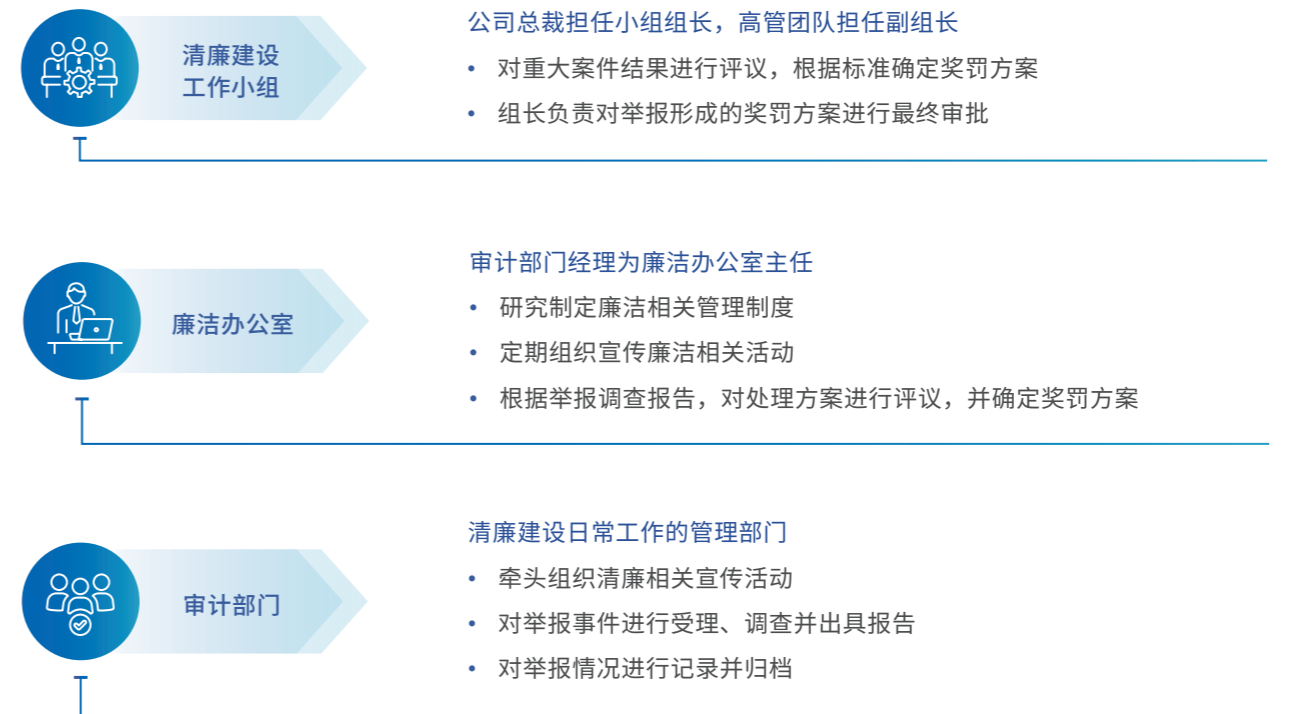 清廉建设
工作小组
公司总裁担任小组组长，高管团队担任副组长
• 对重大案件结果进行评议，根据标准确定奖罚方案
• 组长负责对举报形成的奖罚方案进行最终审批
廉洁办公室
审计部门经理为廉洁办公室主任
• 研究制定廉洁相关管理制度
• 定期组织宣传廉洁相关活动
• 根据举报调查报告，对处理方案进行评议，并确定奖罚方案
审计部门
清廉建设日常工作的管理部门
• 牵头组织清廉相关宣传活动
• 对举报事件进行受理、调查并出具报告
• 对举报情况进行记录并归档